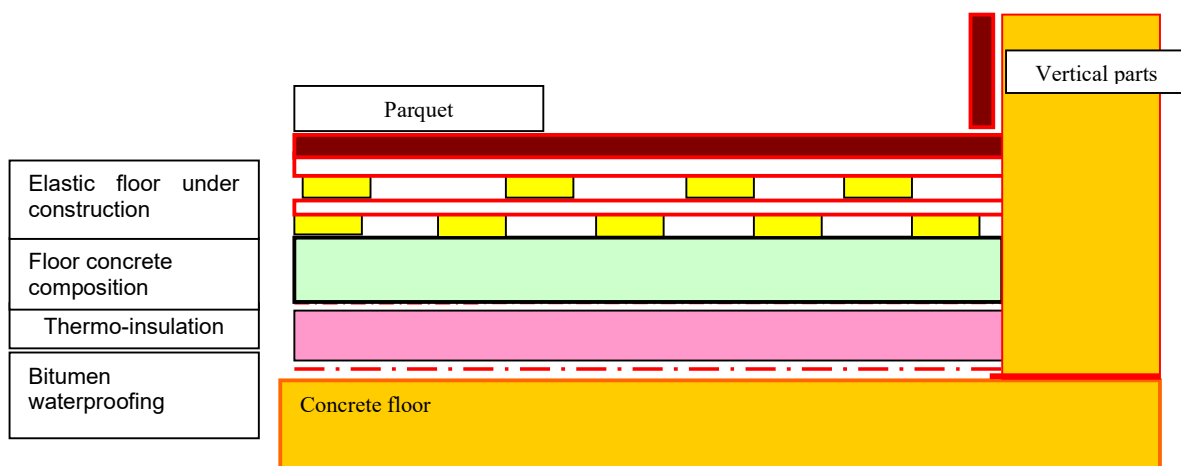 Vertical parts
Parquet
Elastic floor under
construction
Floor concrete
composition
Thermo-insulation
Bitumen
waterproofing
Concrete floor